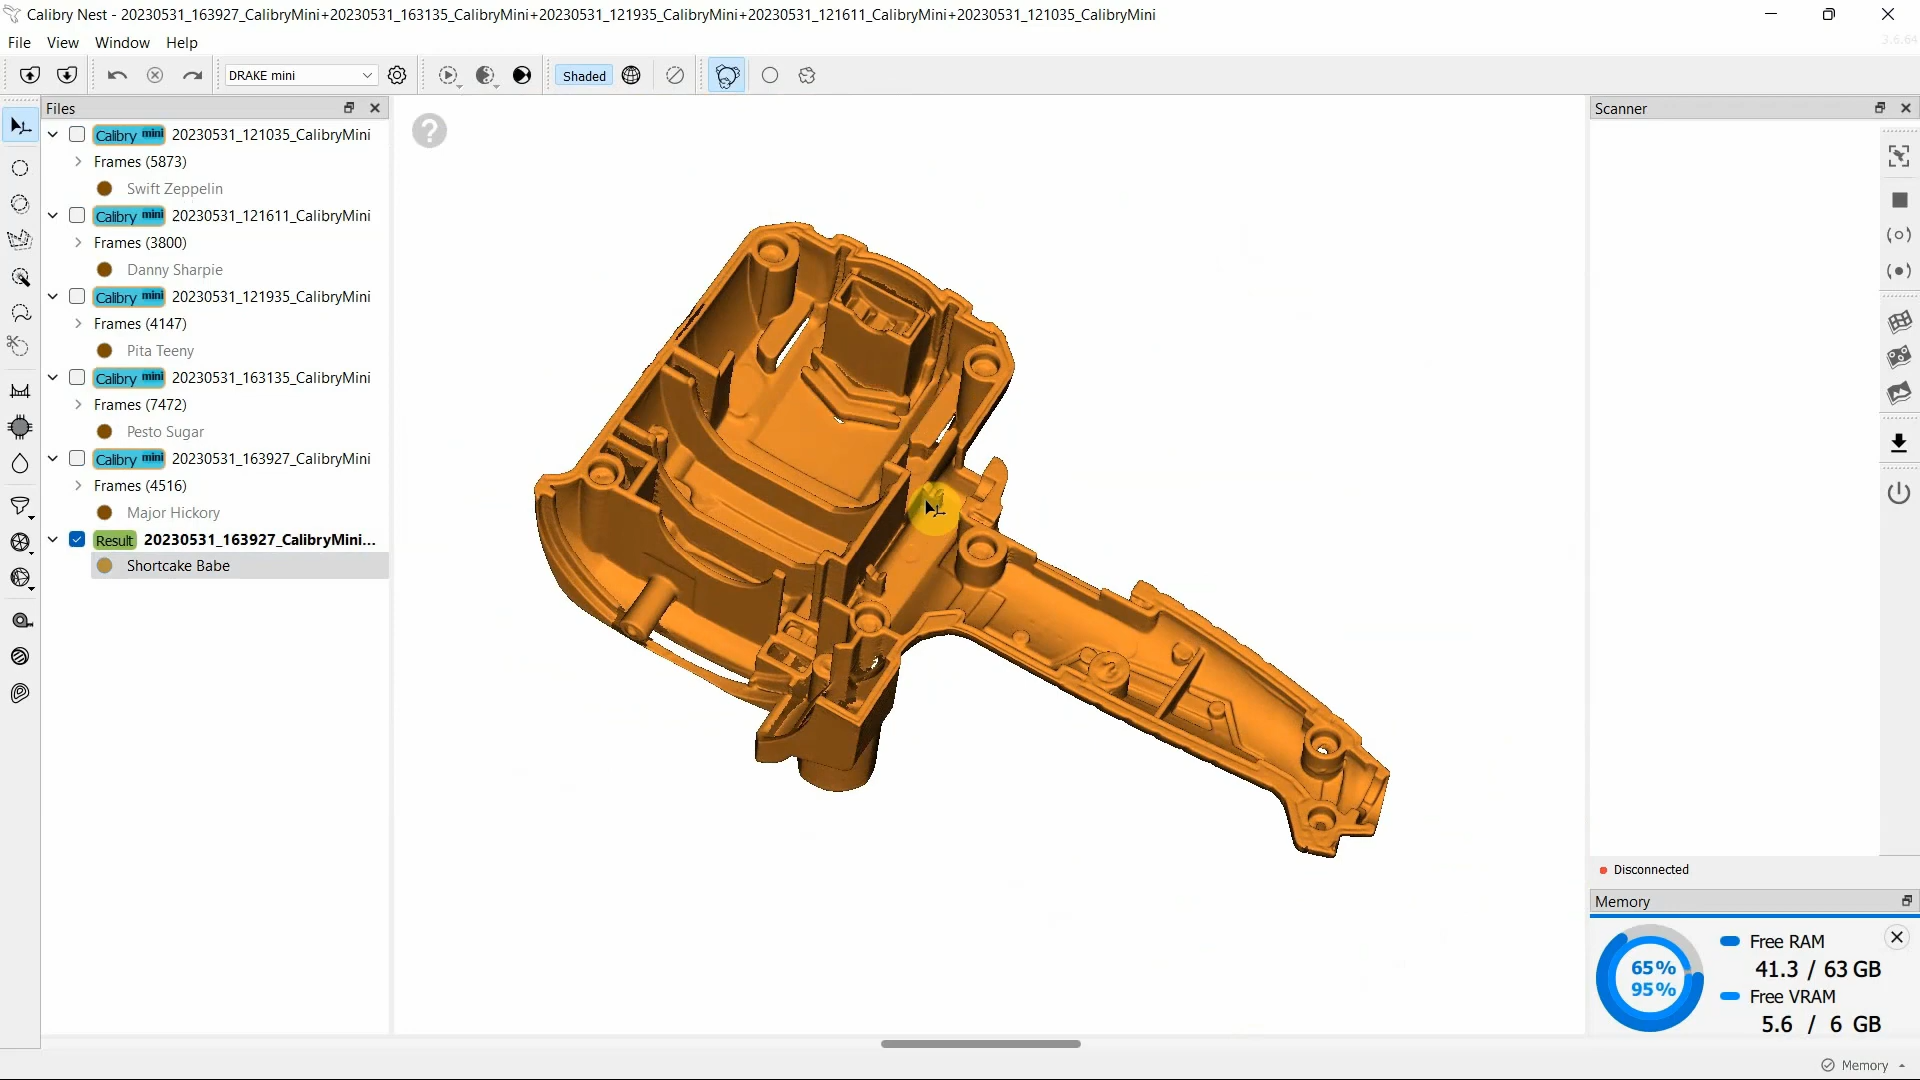 Calibry Nest - 20230531_163927_CalibryMini+20230531_163135_CalibryMini+20230531_121935_CalibryMini+20230531_121611_CalibryMini+20230531_121035_CalibryMini
3.6.64
File View Window Help
DRAKE mini
Shaded
Files
Calibry mini 20230531_121035_CalibryMini
Frames (5873)
Swift Zeppelin
Calibry mini 20230531_121611_CalibryMini
Frames (3800)
Danny Sharpie
Calibry mini 20230531_121935_CalibryMini
Frames (4147)
Pita Teeny
Calibry mini 20230531_163135_CalibryMini
Frames (7472)
Pesto Sugar
Calibry mini 20230531_163927_CalibryMini
Frames (4516)
Major Hickory
Result 20230531_163927_CalibryMini...
Shortcake Babe
?
Scanner
Disconnected
Memory
65%
95%
Free RAM
41.3 / 63 GB
Free VRAM
5.6 / 6 GB
Memory